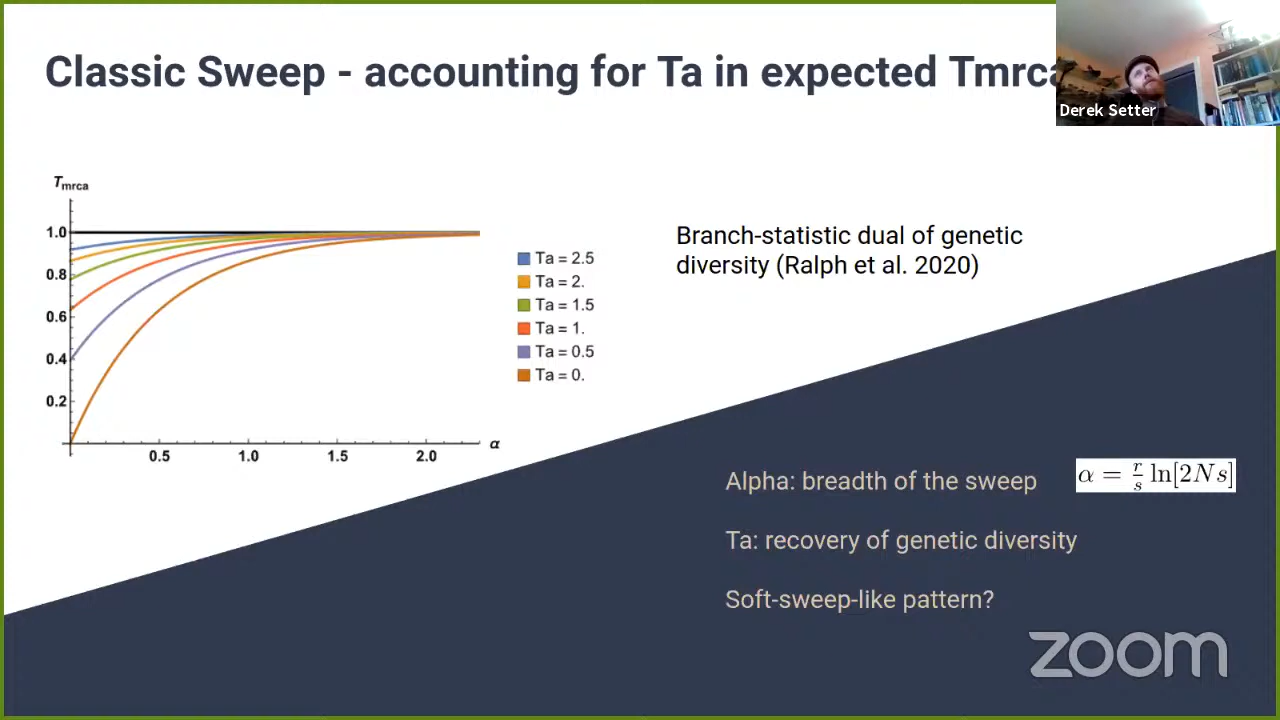 Classic Sweep - accounting for Ta in expected Tmrca
Derek Setter
Tmrca
1.0
0.8
0.6
0.4
0.2
0.5
1.0
1.5
2.0
α
Ta = 2.5
Ta = 2.
Ta = 1.5
Ta = 1.
Ta = 0.5
Ta = 0.
Branch-statistic dual of genetic
diversity (Ralph et al. 2020)
Alpha: breadth of the sweep
α = r/s ln[2Ns]
Ta: recovery of genetic diversity
Soft-sweep-like pattern?
zoom